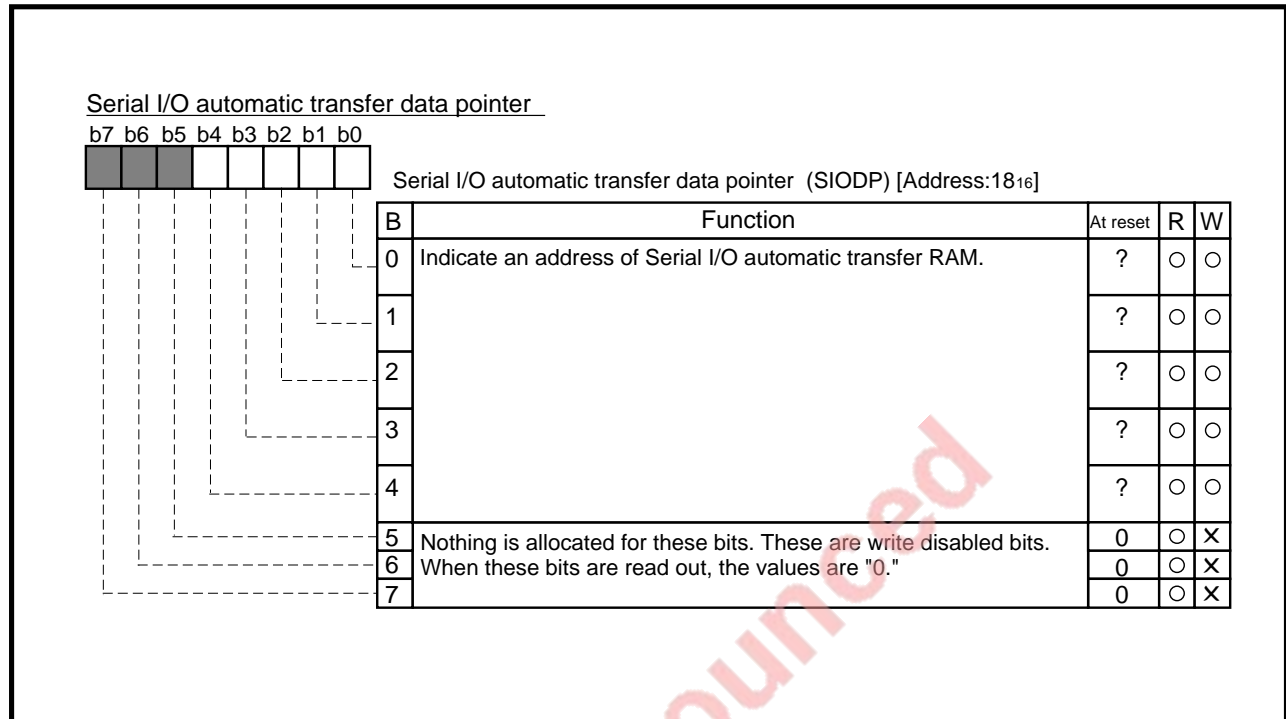 Serial I/O automatic transfer data pointer
b7 b6 b5 b4 b3 b2 b1 b0
Serial I/O automatic transfer data pointer (SIODP) [Address:1816]
B Function At reset R W
0 Indicate an address of Serial I/O automatic transfer RAM. ? ○ ○
1 ? ○ ○
2 ? ○ ○
3 ? ○ ○
4 ? ○ ○
5 Nothing is allocated for these bits. These are write disabled bits. 0 ○ ×
6 When these bits are read out, the values are "0." 0 ○ ×
7 0 ○ ×
ounced